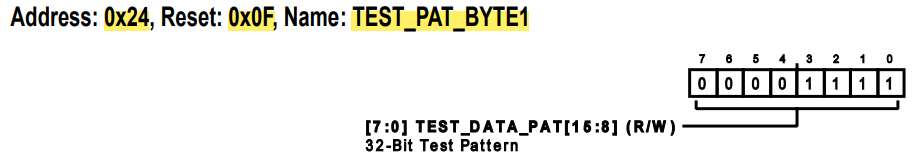 Address: 0x24, Reset: 0x0F, Name: TEST_PAT_BYTE1
7 6 5 4 3 2 1 0
0 0 0 0 1 1 1 1
[7:0] TEST_DATA_PAT[15:8] (R/W)
32-Bit Test Pattern